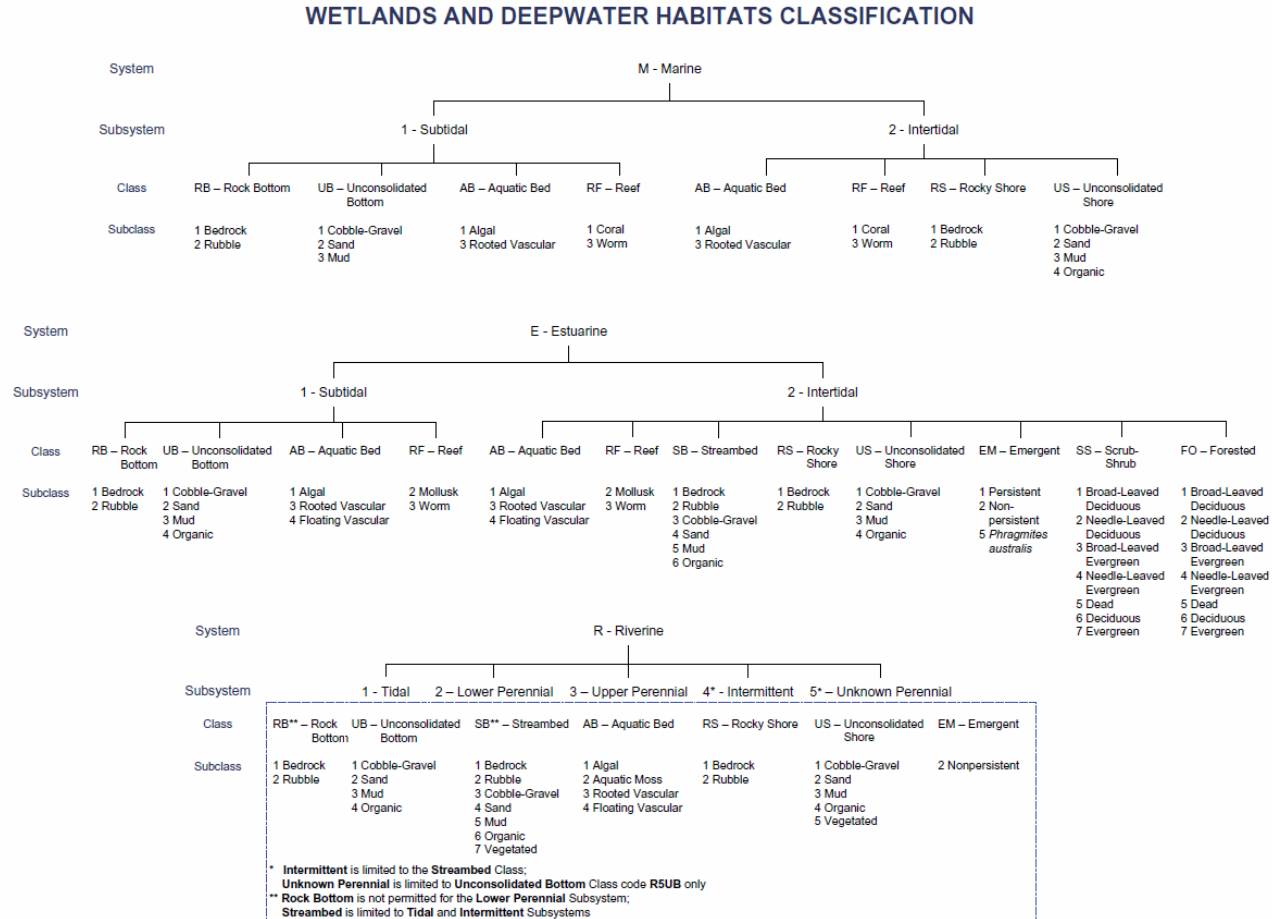 WETLANDS AND DEEPWATER HABITATS CLASSIFICATION
System M - Marine
Subsystem 1 - Subtidal 2 - Intertidal
Class RB – Rock Bottom UB – Unconsolidated AB – Aquatic Bed RF – Reef AB – Aquatic Bed RF – Reef RS – Rocky Shore US – Unconsolidated
Bottom Shore
Subclass 1 Bedrock 1 Cobble-Gravel 1 Algal 1 Coral 1 Algal 1 Coral 1 Bedrock 1 Cobble-Gravel
2 Rubble 2 Sand 3 Rooted Vascular 3 Worm 3 Rooted Vascular 3 Worm 2 Rubble 2 Sand
3 Mud 3 Mud
4 Organic
System E - Estuarine
Subsystem 1 - Subtidal 2 - Intertidal
Class RB – Rock UB – Unconsolidated AB – Aquatic Bed RF – Reef AB – Aquatic Bed RF – Reef SB – Streambed RS – Rocky US – Unconsolidated EM – Emergent SS – Scrub- FO – Forested
Bottom Bottom Shore Shore Shrub
Subclass 1 Bedrock 1 Cobble-Gravel 1 Algal 2 Mollusk 1 Algal 2 Mollusk 1 Bedrock 1 Bedrock 1 Cobble-Gravel 1 Persistent 1 Broad-Leaved 1 Broad-Leaved
2 Rubble 2 Sand 3 Rooted Vascular 3 Worm 3 Rooted Vascular 3 Worm 2 Rubble 2 Rubble 2 Sand 2 Non- Deciduous Deciduous
3 Mud 4 Floating Vascular 4 Floating Vascular 3 Cobble-Gravel 3 Mud persistent 2 Needle-Leaved 2 Needle-Leaved
4 Organic 4 Sand 4 Organic 5 Phragmites Deciduous Deciduous
5 Mud australis 3 Broad-Leaved 3 Broad-Leaved
6 Organic Evergreen Evergreen
4 Needle-Leaved 4 Needle-Leaved
Evergreen Evergreen
5 Dead 5 Dead
6 Deciduous 6 Deciduous
7 Evergreen 7 Evergreen
System R - Riverine
Subsystem 1 - Tidal 2 – Lower Perennial 3 – Upper Perennial 4* - Intermittent 5* – Unknown Perennial
Class RB** – Rock UB – Unconsolidated SB** – Streambed AB – Aquatic Bed RS – Rocky Shore US – Unconsolidated EM – Emergent
Bottom Bottom Shore
Subclass 1 Bedrock 1 Cobble-Gravel 1 Bedrock 1 Algal 1 Bedrock 1 Cobble-Gravel 2 Nonpersistent
2 Rubble 2 Sand 2 Rubble 2 Aquatic Moss 2 Rubble 2 Sand
3 Mud 3 Cobble-Gravel 3 Rooted Vascular 3 Mud
4 Organic 4 Sand 4 Floating Vascular 4 Organic
5 Mud 5 Vegetated
6 Organic
7 Vegetated
* Intermittent is limited to the Streambed Class;
Unknown Perennial is limited to Unconsolidated Bottom Class code R5UB only
** Rock Bottom is not permitted for the Lower Perennial Subsystem;
Streambed is limited to Tidal and Intermittent Subsystems